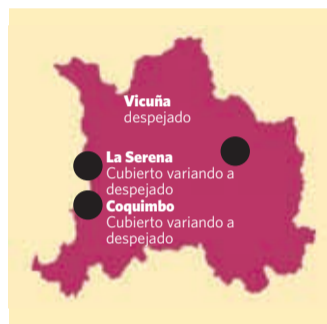 Vicuña
despejado
La Serena
Cubierto variando a
despejado
Coquimbo
Cubierto variando a
despejado